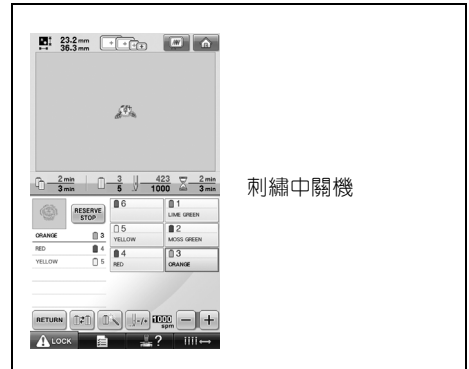 23.2 mm
36.3 mm
2 min
3 min
3
5
423
1000
2 min
3 min
RESERVE
STOP
ORANGE 3
RED 4
YELLOW 5
6
1
LIME GREEN
5
YELLOW
2
MOSS GREEN
4
RED
3
ORANGE
RETURN
-/+
1000
spm
−
+
LOCK
?
刺繡中關機